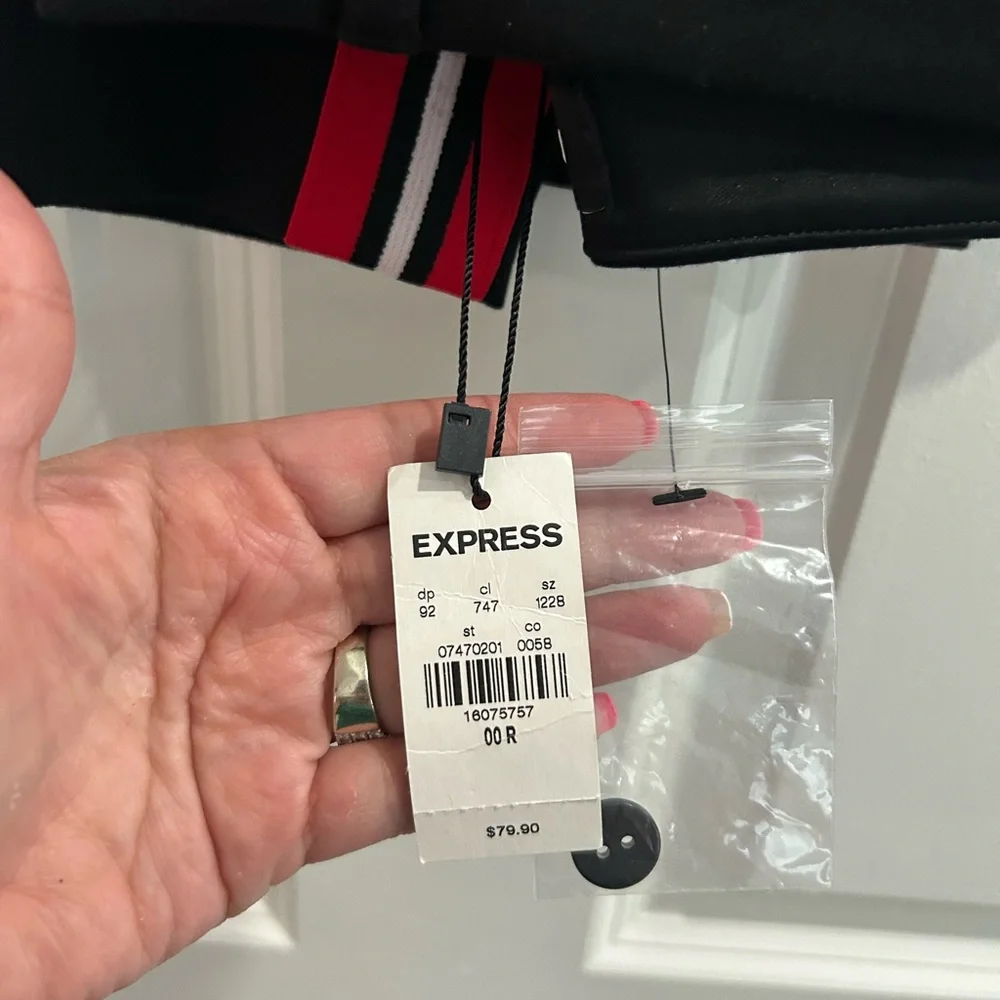 EXPRESS
dp cl sz
92 747 1228
st co
07470201 0058
16075757
00 R
$79.90